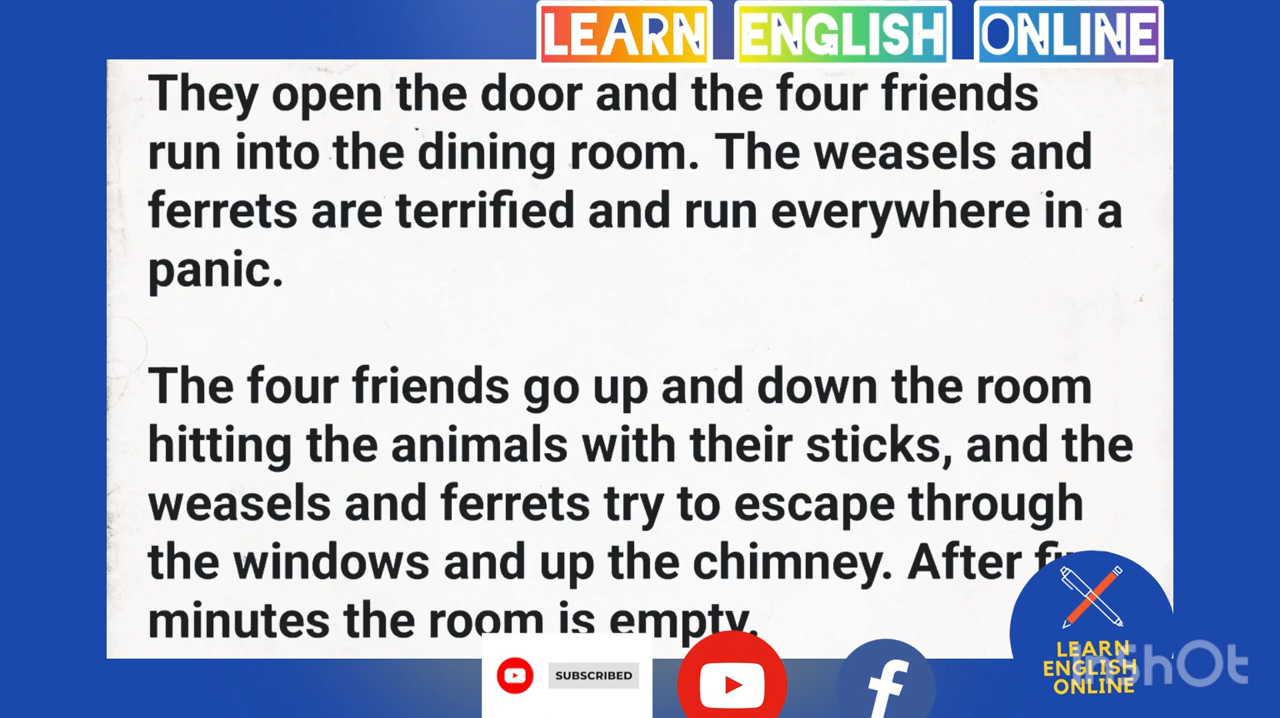 LEARN ENGLISH ONLINE
They open the door and the four friends
run into the dining room. The weasels and
ferrets are terrified and run everywhere in a
panic.
The four friends go up and down the room
hitting the animals with their sticks, and the
weasels and ferrets try to escape through
the windows and up the chimney. After
minutes the room is empty.
SUBSCRIBED
LEARN
ENGLISH
ONLINE